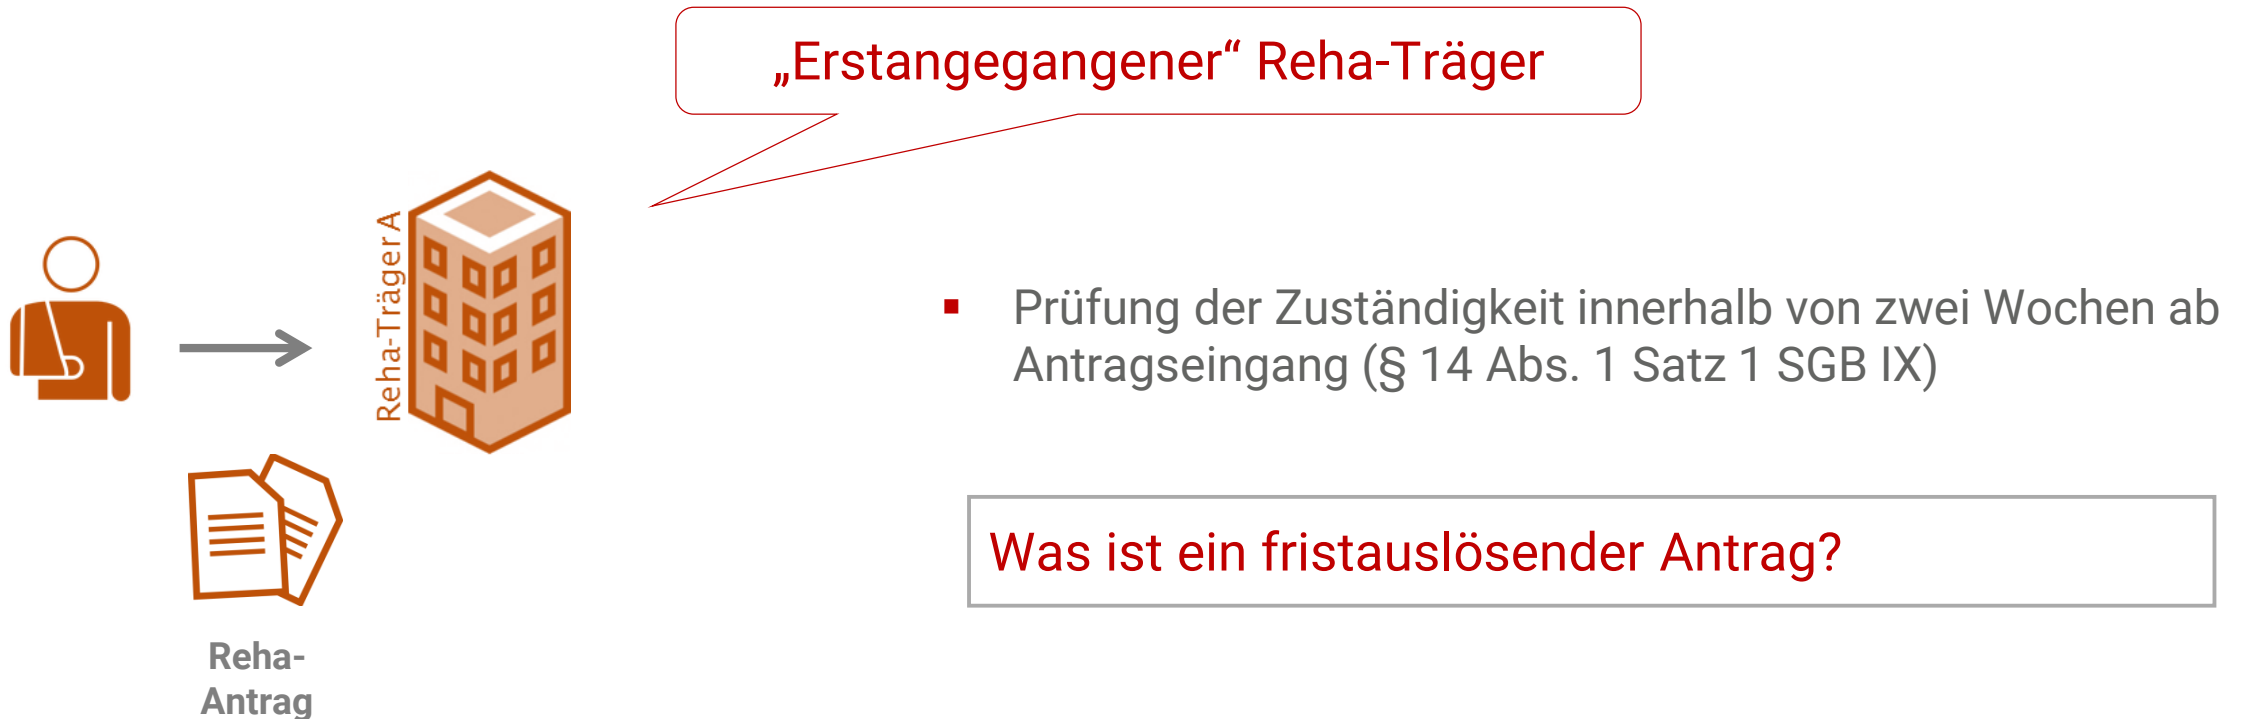 „Erstangegangener“ Reha-Träger
Reha-Träger A
Prüfung der Zuständigkeit innerhalb von zwei Wochen ab
Antragseingang (§ 14 Abs. 1 Satz 1 SGB IX)
Was ist ein fristauslösender Antrag?
Reha-
Antrag